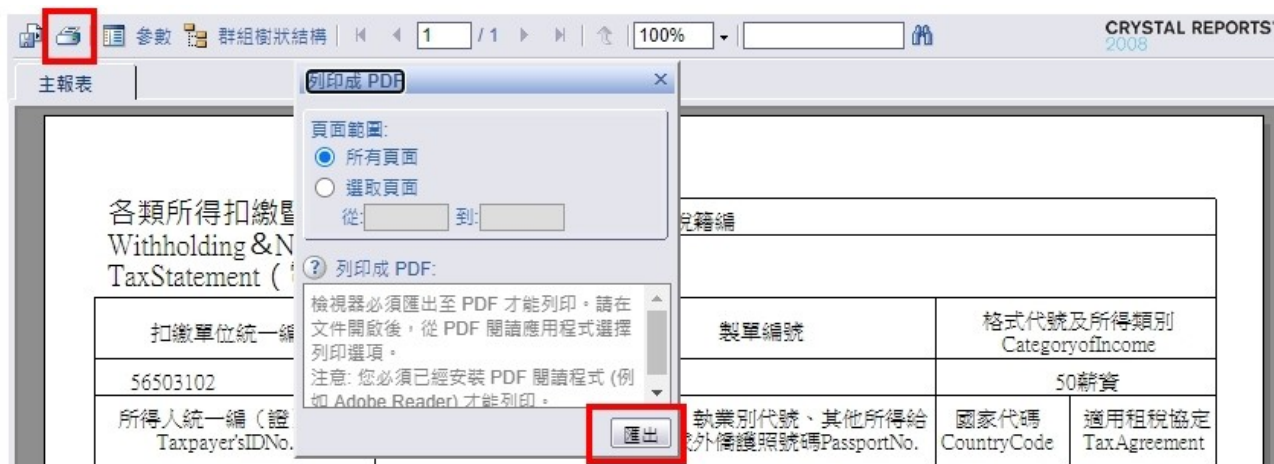 參數 群組樹狀結構 1 / 1 100%
CRYSTAL REPORTS
2008
主報表
列印成 PDF
頁面範圍:
所有頁面
選取頁面
從: 到:
列印成 PDF:
檢視器必須匯出至 PDF 才能列印。請在
文件開啟後，從 PDF 閱讀應用程式選擇
列印選項。
注意: 您必須已經安裝 PDF 閱讀程式 (例
如 Adobe Reader) 才能列印。
匯出
各類所得扣繳
Withholding&N
TaxStatement (
稅籍編
扣繳單位統一編
製單編號
格式代號及所得類別
CategoryofIncome
56503102
50薪資
所得人統一編（證
Taxpayer'sIDNo.
執業別代號、其他所得給
外僑護照號碼PassportNo.
國家代碼
CountryCode
適用租稅協定
TaxAgreement